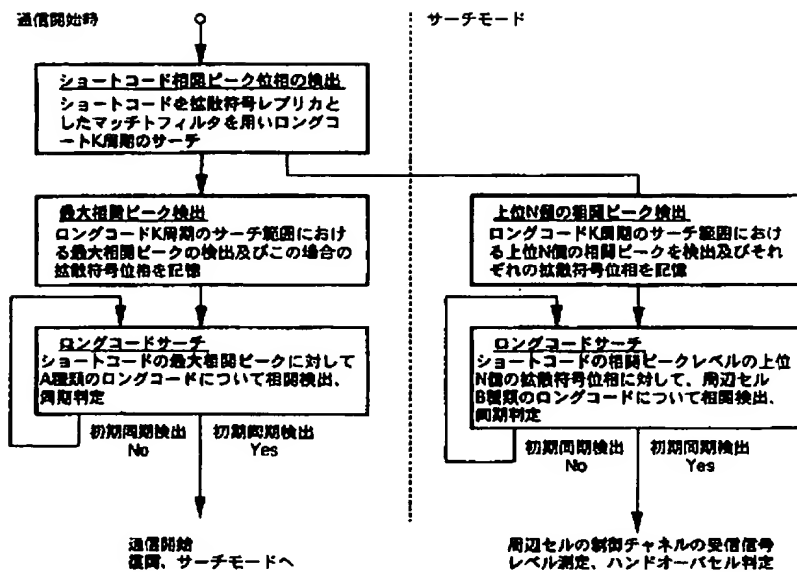 通信開始時
サーチモード
ショートコード相関ピーク位相の検出
ショートコードを拡散符号レプリカと
したマッチトフィルタを用いロングコ
ートK周期のサーチ
最大相関ピーク検出
ロングコードK周期のサーチ範囲におけ
る最大相関ピークの検出及びこの場合の
拡散符号位相を記憶
上位N個の相関ピーク検出
ロングコードK周期のサーチ範囲におけ
る上位N個の相関ピークを検出及びそれ
ぞれの拡散符号位相を記憶
ロングコードサーチ
ショートコードの最大相関ピークに対して
A種類のロングコードについて相関検出、
同期判定
ロングコードサーチ
ショートコードの相関ピークレベルの上位
N個の拡散符号位相に対して、周辺セル
B種類のロングコードについて相関検出、
同期判定
初期同期検出
No
初期同期検出
Yes
初期同期検出
No
初期同期検出
Yes
通信開始
復調、サーチモードへ
周辺セルの制御チャネルの受信信号
レベル測定、ハンドオーバセル判定